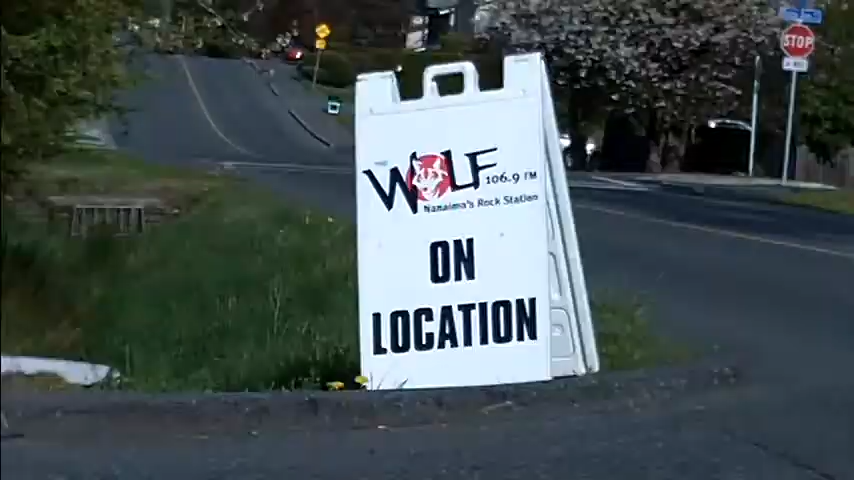 THE
WOLF 106.9 FM
Nanaimo's Rock Station
ON
LOCATION
STOP